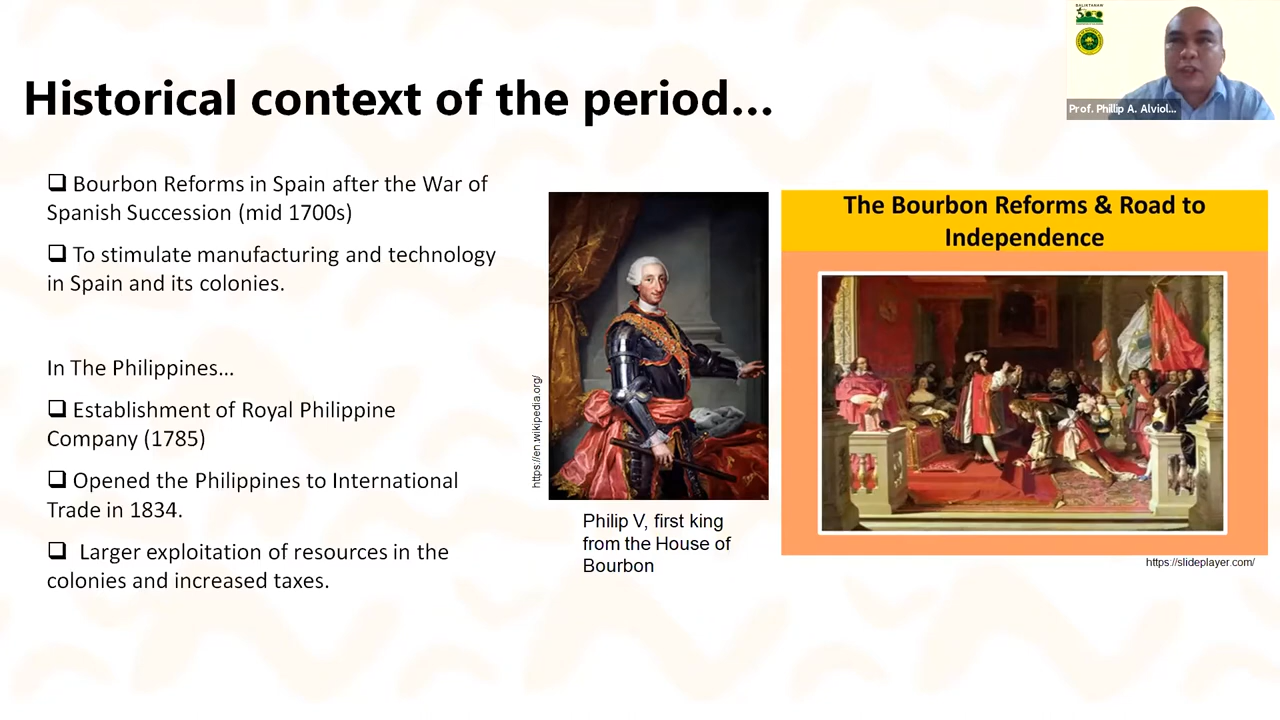 Historical context of the period...
Bourbon Reforms in Spain after the War of
Spanish Succession (mid 1700s)
To stimulate manufacturing and technology
in Spain and its colonies.
In The Philippines...
Establishment of Royal Philippine
Company (1785)
Opened the Philippines to International
Trade in 1834.
Larger exploitation of resources in the
colonies and increased taxes.
https://en.wikipedia.org/
Philip V, first king
from the House of
Bourbon
The Bourbon Reforms & Road to
Independence
https://slideplayer.com/
Prof. Phillip A. Alviol...